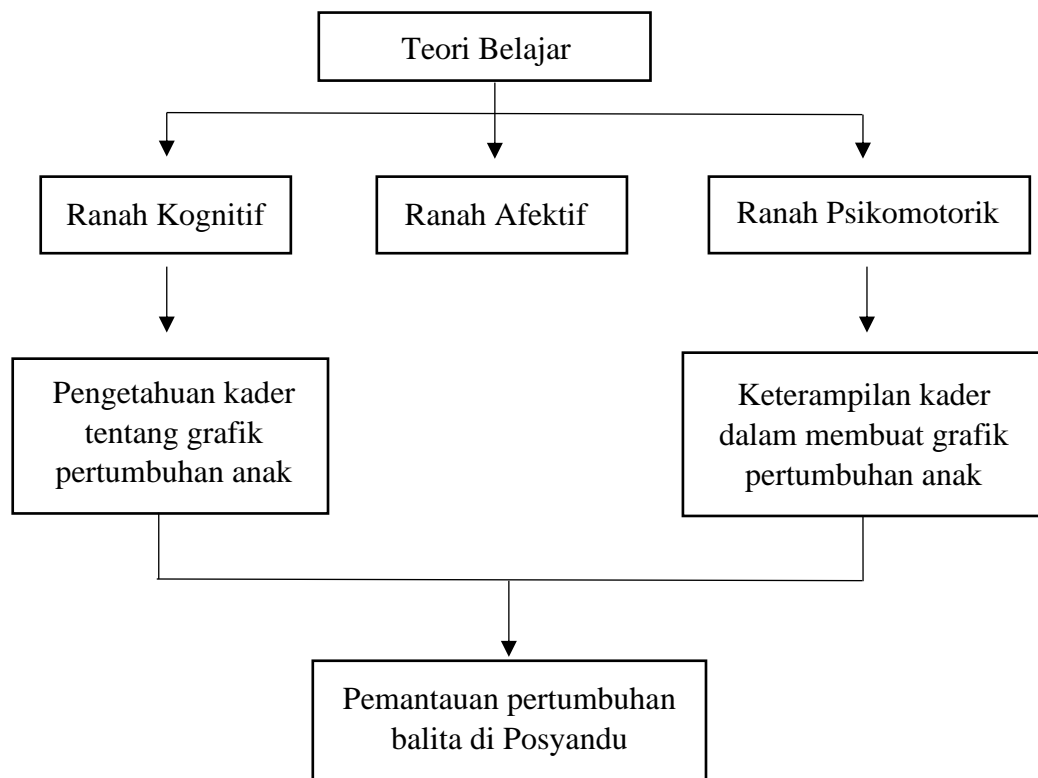 Teori Belajar
Ranah Kognitif
Ranah Afektif
Ranah Psikomotorik
Pengetahuan kader
tentang grafik
pertumbuhan anak
Keterampilan kader
dalam membuat grafik
pertumbuhan anak
Pemantauan pertumbuhan
balita di Posyandu